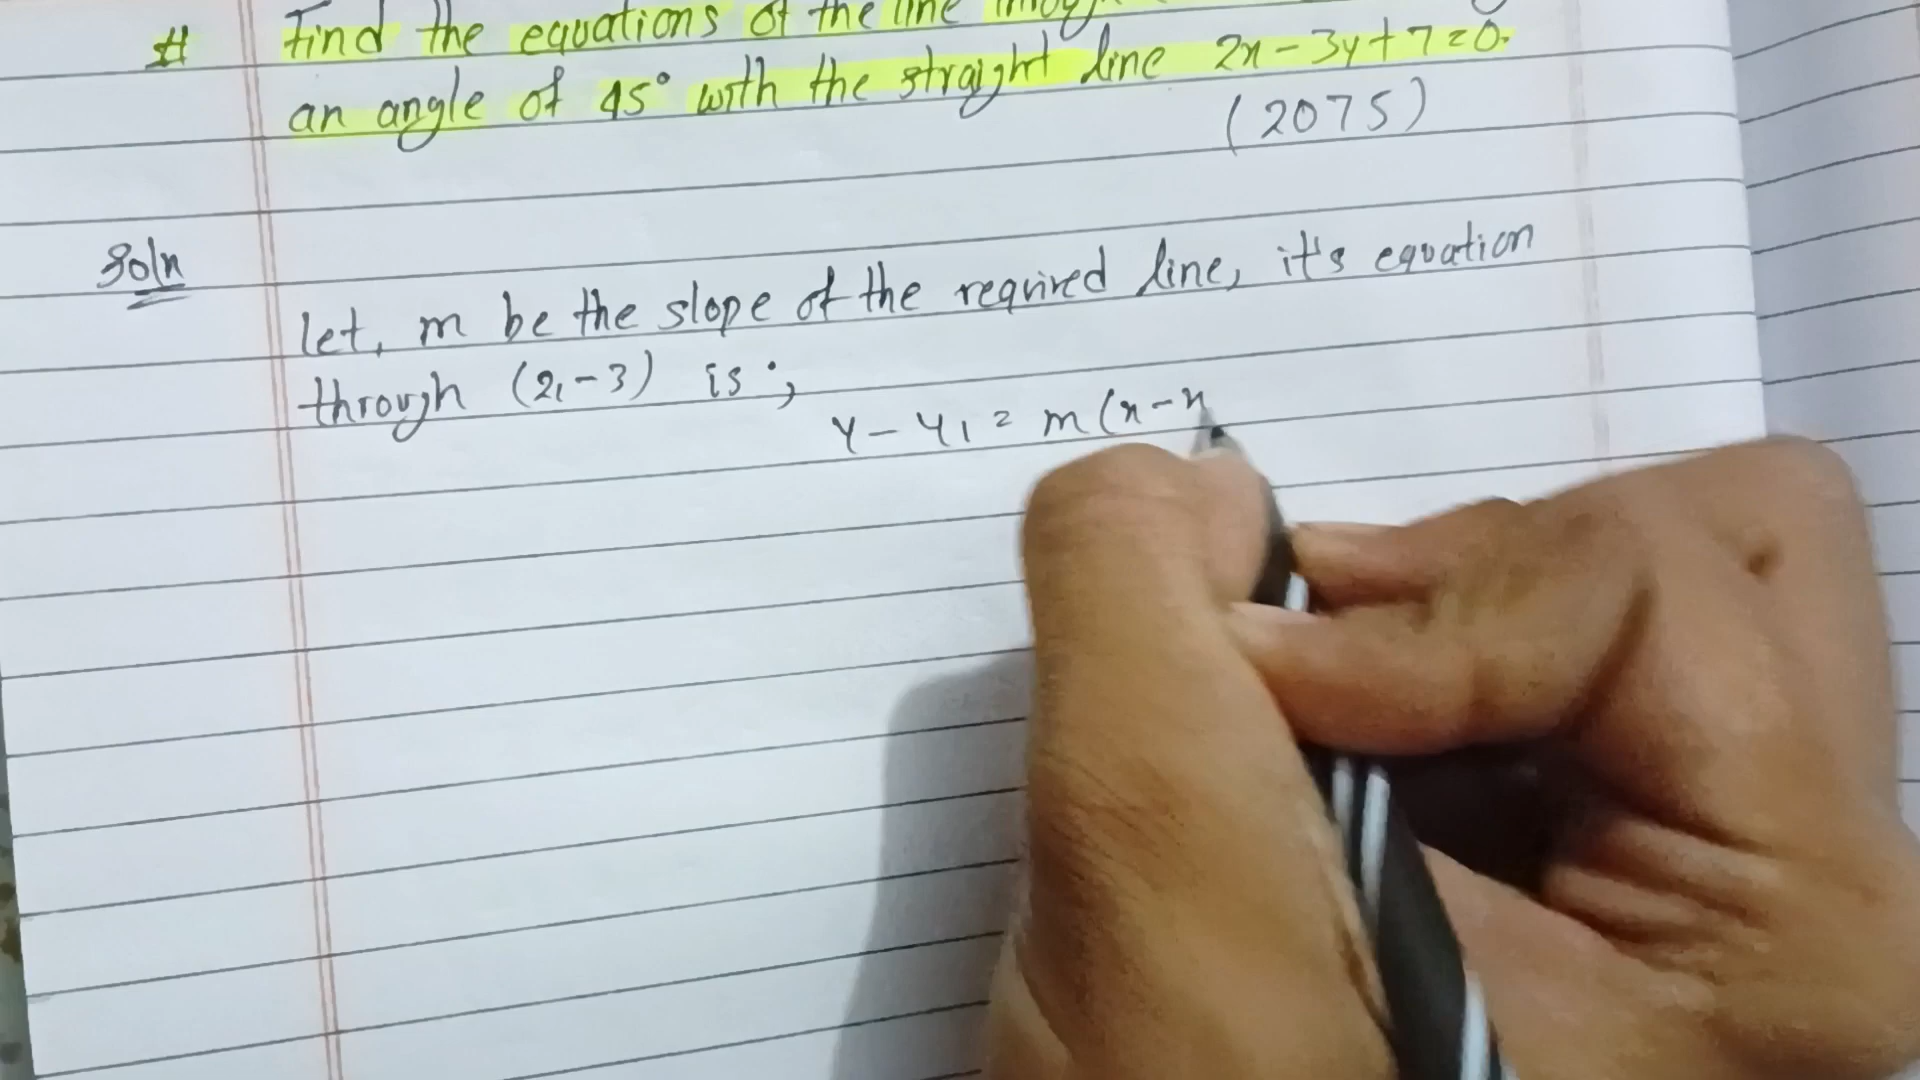 # Find the equations of the line
an angle of 45° with the straight line 2x - 3y + 7 = 0.
(2075)
Soln
let, m be the slope of the required line, it's equation
through (2, -3) is ;
y - y1 = m (x - x